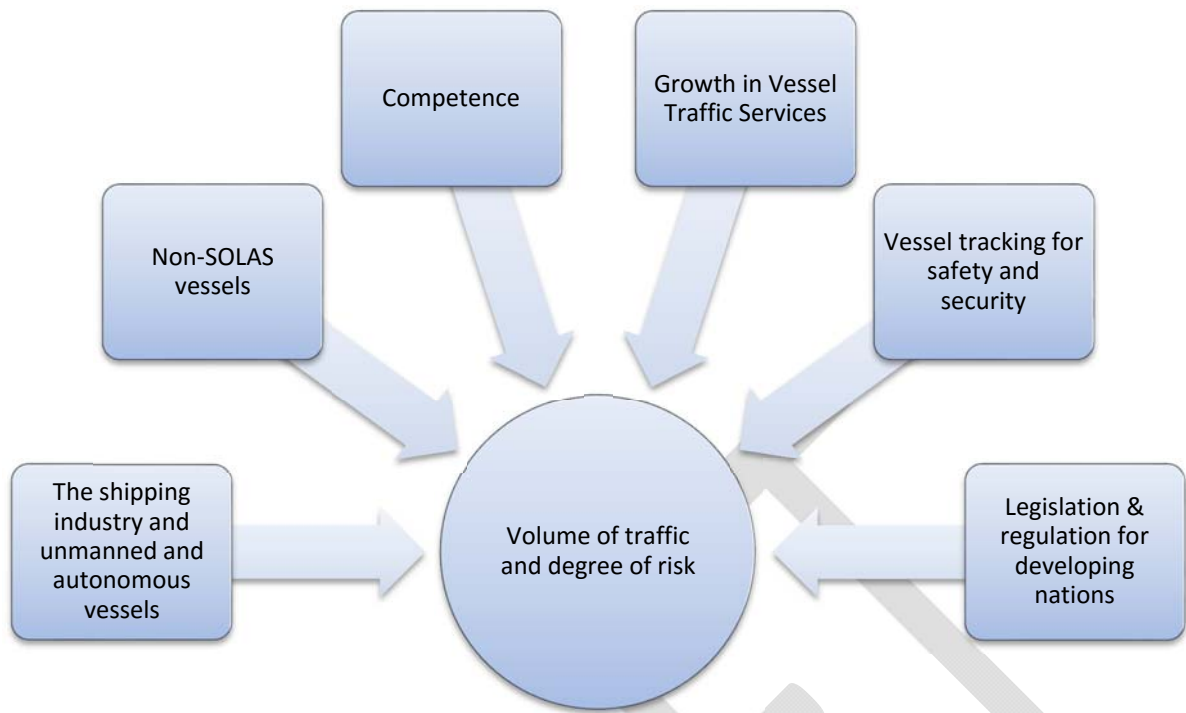 Competence
Growth in Vessel
Traffic Services
Non-SOLAS
vessels
Vessel tracking for
safety and
security
The shipping
industry and
unmanned and
autonomous
vessels
Volume of traffic
and degree of risk
Legislation &
regulation for
developing
nations